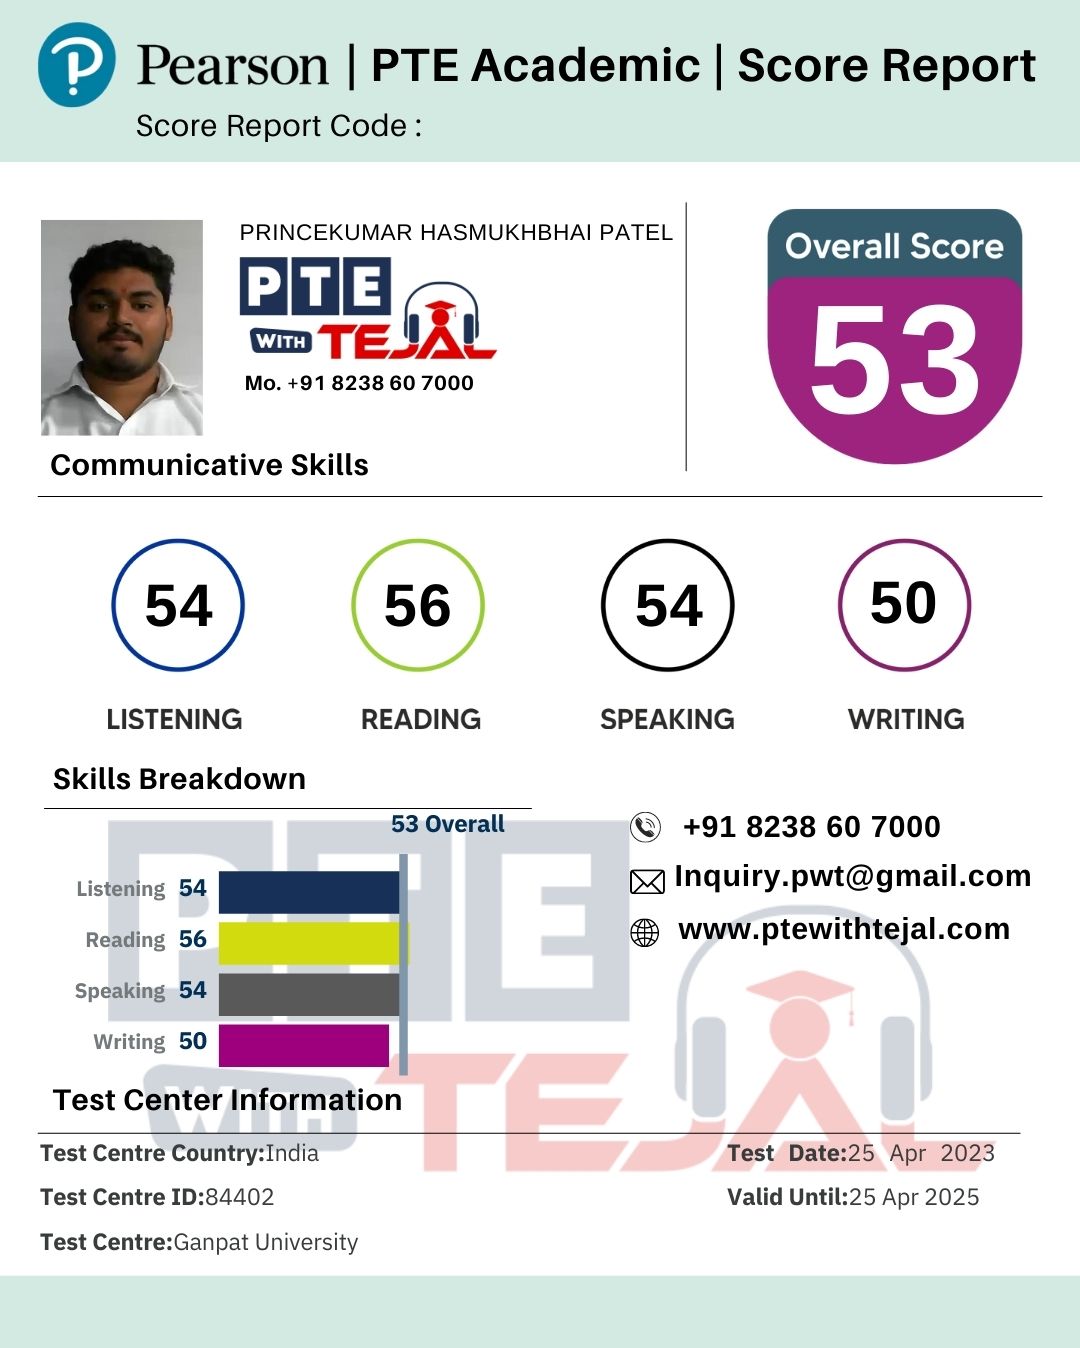 Pearson | PTE Academic | Score Report
Score Report Code :
PRINCEKUMAR HASMUKHBHAI PATEL
PTE
WITH TEJAL
Mo. +91 8238 60 7000
Overall Score
53
Communicative Skills
54 56 54 50
LISTENING READING SPEAKING WRITING
Skills Breakdown
53 Overall
Listening 54
Reading 56
Speaking 54
Writing 50
+91 8238 60 7000
Inquiry.pwt@gmail.com
www.ptewithtejal.com
PTE
WITH TEJAL
Test Center Information
Test Centre Country:India
Test Centre ID:84402
Test Centre:Ganpat University
Test Date:25 Apr 2023
Valid Until:25 Apr 2025